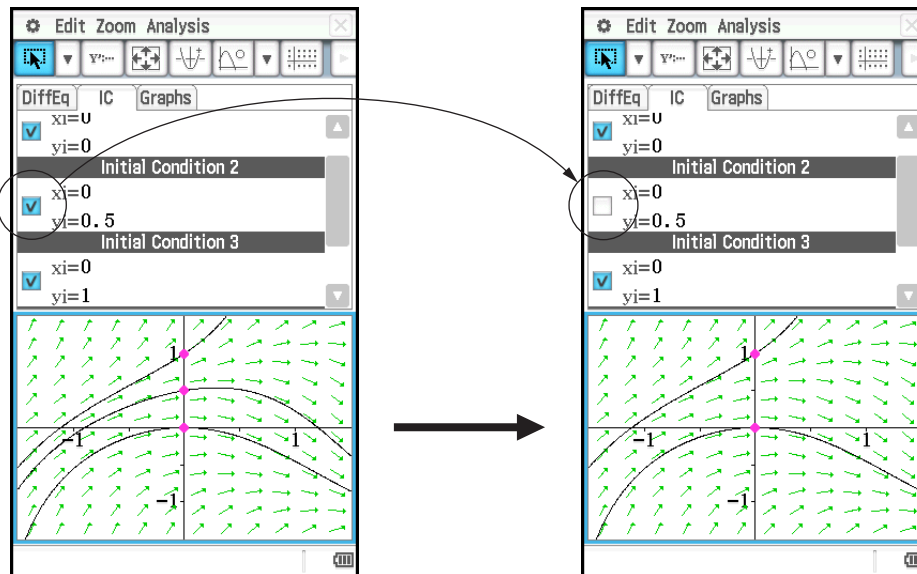 Edit Zoom Analysis
Y':...
DiffEq IC Graphs
xi=0
yi=0
Initial Condition 2
xi=0
yi=0.5
Initial Condition 3
xi=0
yi=1
1
-1
1
-1
Edit Zoom Analysis
Y':...
DiffEq IC Graphs
xi=0
yi=0
Initial Condition 2
xi=0
yi=0.5
Initial Condition 3
xi=0
yi=1
1
-1
1
-1